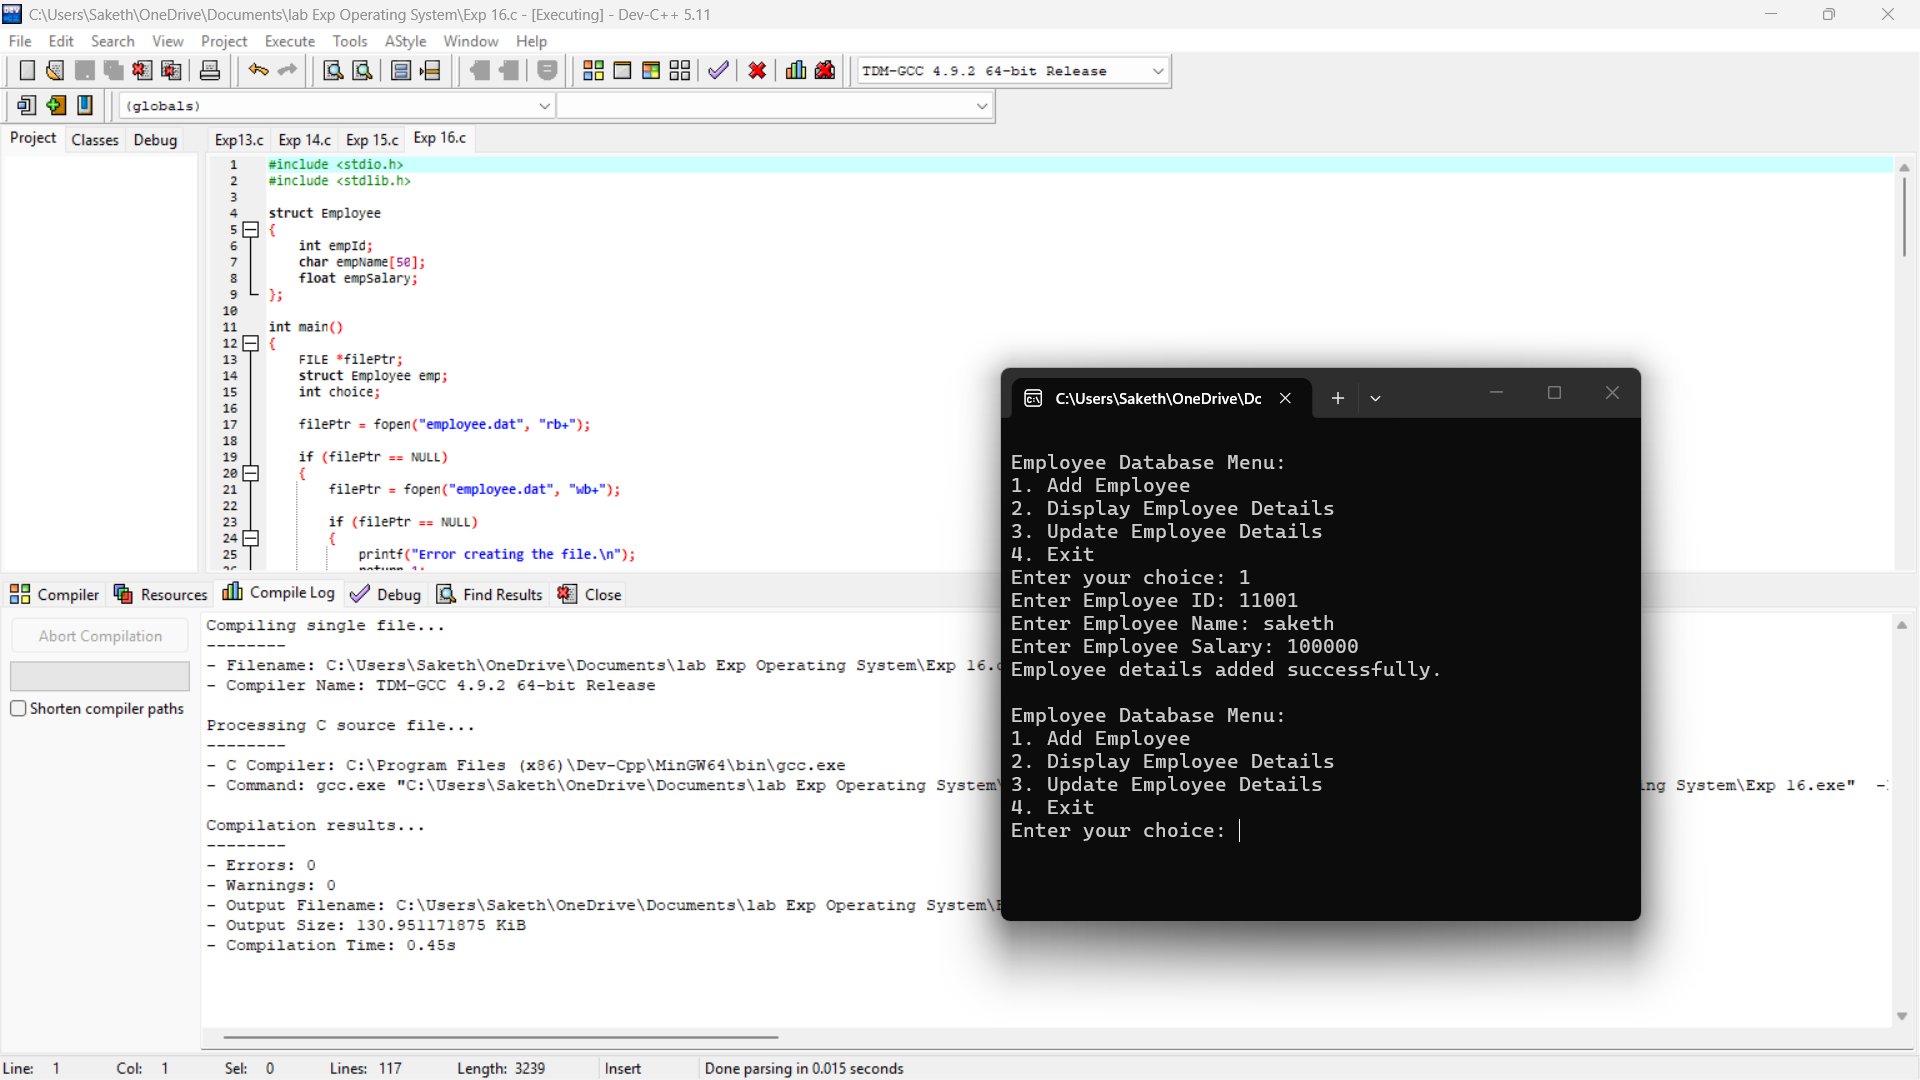 C:\Users\Saketh\OneDrive\Documents\lab Exp Operating System\Exp 16.c - [Executing] - Dev-C++ 5.11
File Edit Search View Project Execute Tools AStyle Window Help
TDM-GCC 4.9.2 64-bit Release
(globals)
Project Classes Debug
Exp13.c Exp 14.c Exp 15.c Exp 16.c
1 #include <stdio.h>
2 #include <stdlib.h>
3
4 struct Employee
5 {
6 int empId;
7 char empName[50];
8 float empSalary;
9 };
10
11 int main()
12 {
13 FILE *filePtr;
14 struct Employee emp;
15 int choice;
16
17 filePtr = fopen("employee.dat", "rb+");
18
19 if (filePtr == NULL)
20 {
21 filePtr = fopen("employee.dat", "wb+");
22
23 if (filePtr == NULL)
24 {
25 printf("Error creating the file.\n");
C:\Users\Saketh\OneDrive\Dc
Employee Database Menu:
1. Add Employee
2. Display Employee Details
3. Update Employee Details
4. Exit
Enter your choice: 1
Enter Employee ID: 11001
Enter Employee Name: saketh
Enter Employee Salary: 100000
Employee details added successfully.
Employee Database Menu:
1. Add Employee
2. Display Employee Details
3. Update Employee Details
4. Exit
Enter your choice:
Compiler Resources Compile Log Debug Find Results Close
Abort Compilation
Shorten compiler paths
Compiling single file...
--------
- Filename: C:\Users\Saketh\OneDrive\Documents\lab Exp Operating System\Exp 16.
- Compiler Name: TDM-GCC 4.9.2 64-bit Release
Processing C source file...
--------
- C Compiler: C:\Program Files (x86)\Dev-Cpp\MinGW64\bin\gcc.exe
- Command: gcc.exe "C:\Users\Saketh\OneDrive\Documents\lab Exp Operating System\ ng System\Exp 16.exe" -
Compilation results...
--------
- Errors: 0
- Warnings: 0
- Output Filename: C:\Users\Saketh\OneDrive\Documents\lab Exp Operating System\
- Output Size: 130.951171875 KiB
- Compilation Time: 0.45s
Line: 1 Col: 1 Sel: 0 Lines: 117 Length: 3239 Insert Done parsing in 0.015 seconds